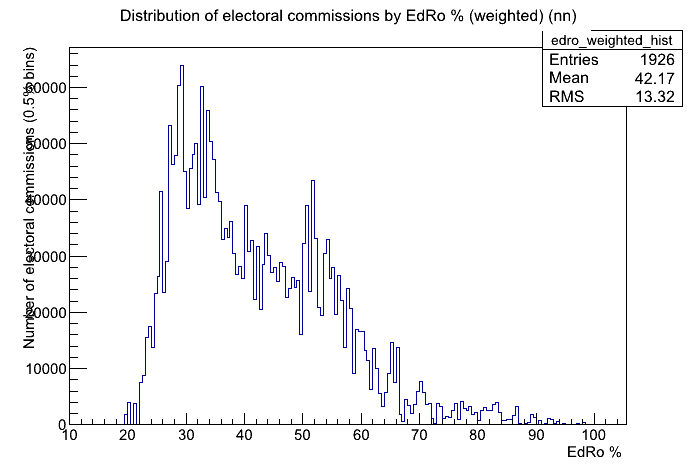 Distribution of electoral commissions by EdRo % (weighted) (nn)
edro_weighted_hist
Entries 1926
Mean 42.17
RMS 13.32
Number of electoral commissions (0.5% bins)
60000
50000
40000
30000
20000
10000
0
10 20 30 40 50 60 70 80 90 100
EdRo %